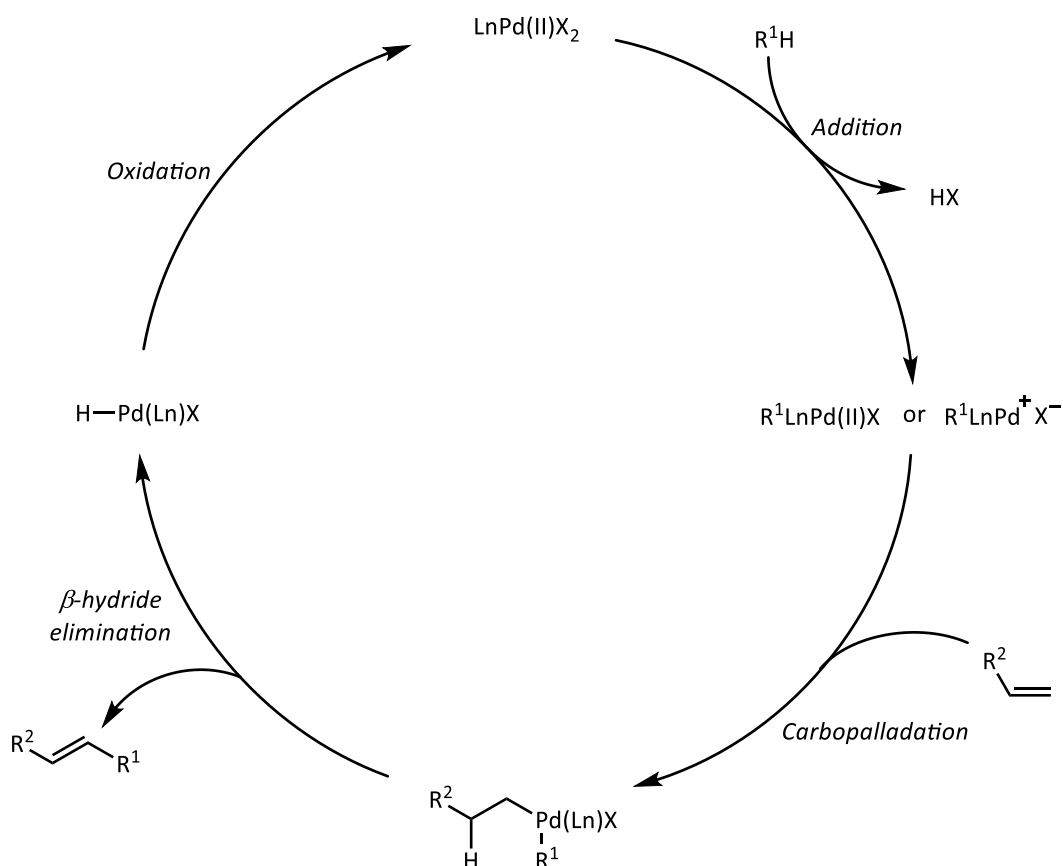 LnPd(II)X₂
R¹H
Addition
HX
Oxidation
H—Pd(Ln)X
R¹LnPd(II)X or R¹LnPd⁺X⁻
β-hydride
elimination
R²
Carbopalladation
R²
R¹
R²
Pd(Ln)X
H
R¹